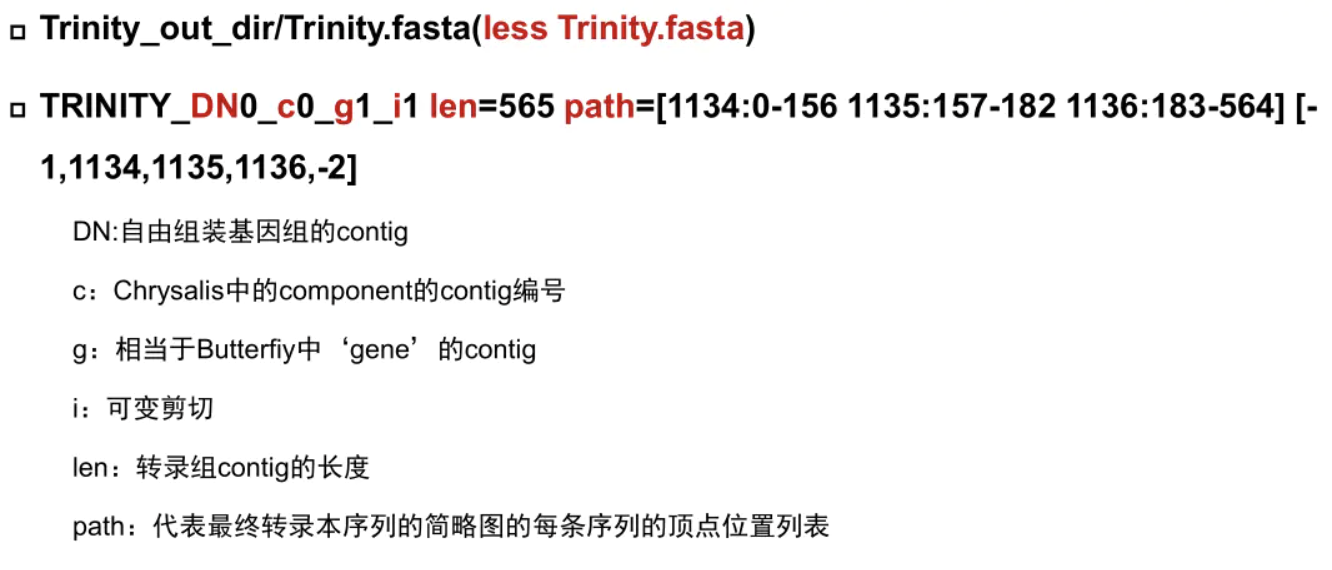 Trinity_out_dir/Trinity.fasta(less Trinity.fasta)
TRINITY_DN0_c0_g1_i1 len=565 path=[1134:0-156 1135:157-182 1136:183-564] [-
1,1134,1135,1136,-2]
DN:自由组装基因组的contig
c：Chrysalis中的component的contig编号
g：相当于Butterfiy中‘gene’的contig
i：可变剪切
len：转录组contig的长度
path：代表最终转录本序列的简略图的每条序列的顶点位置列表